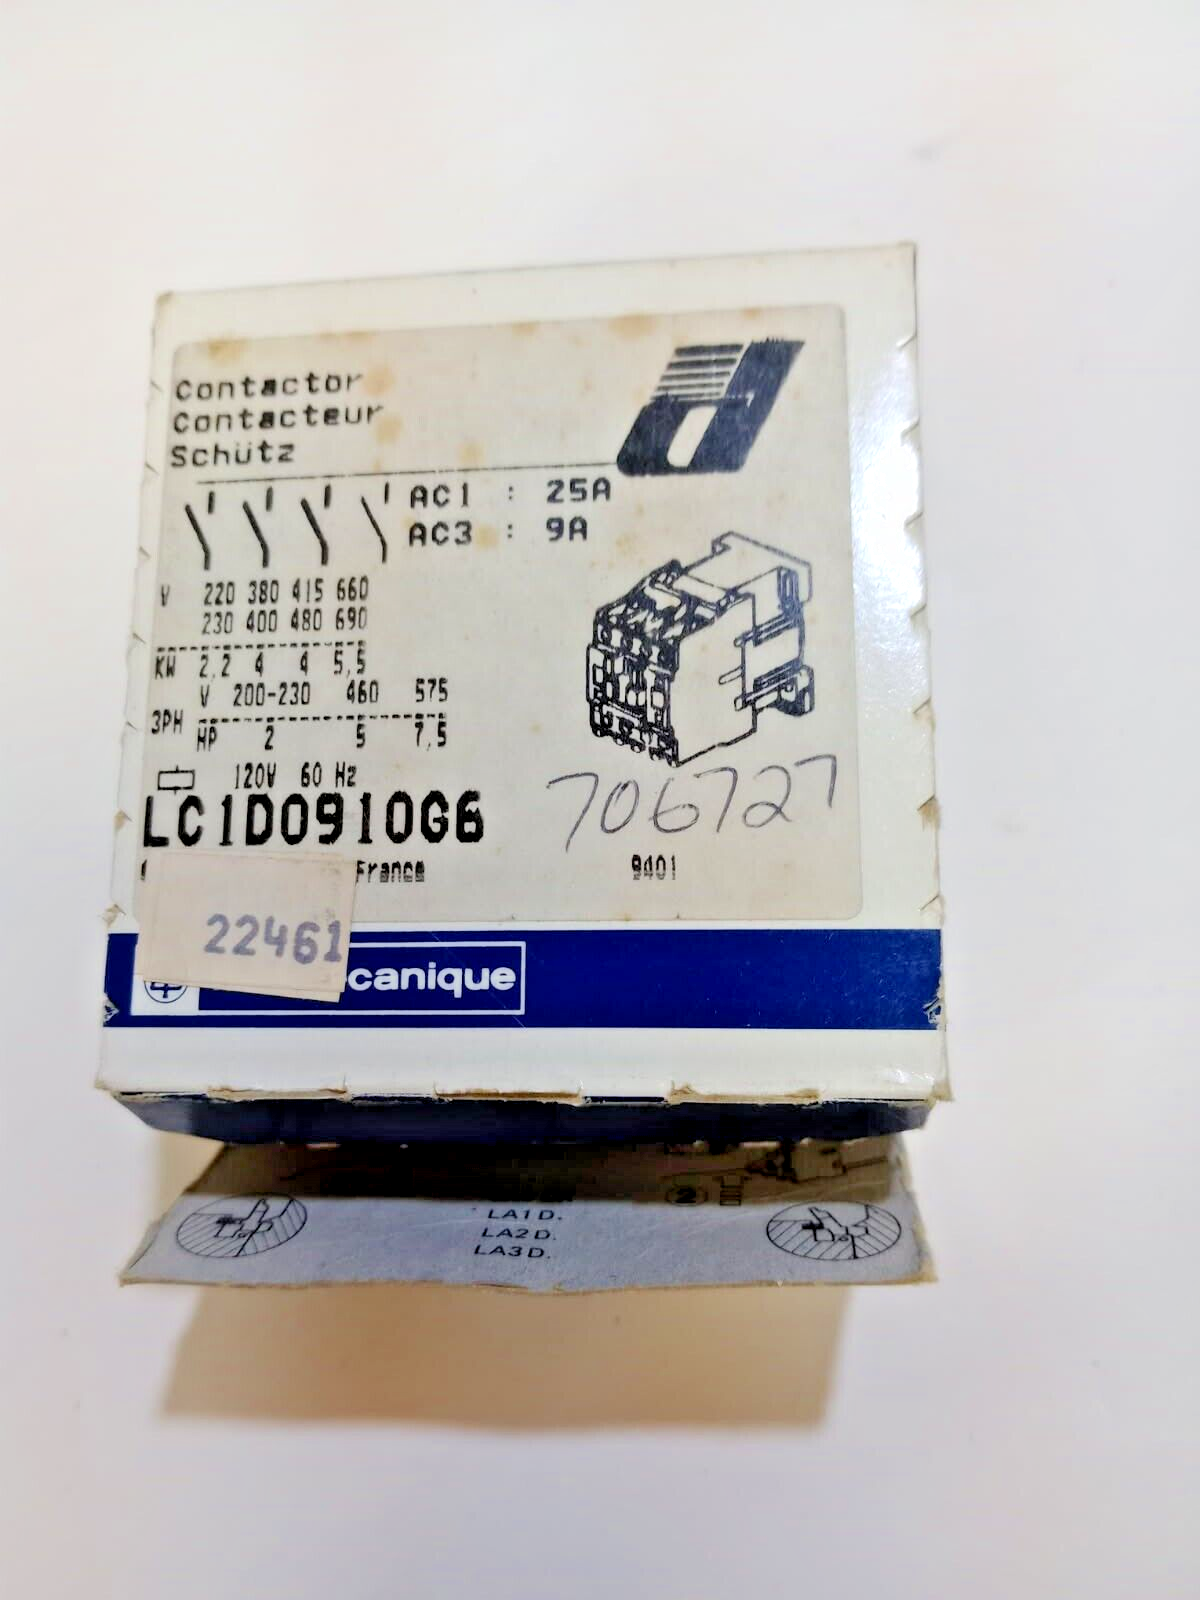 Contactor
Contacteur
Schütz
AC1 : 25A
AC3 : 9A
V 220 380 415 660
230 400 480 690
KW 2,2 4 4 5,5
V 200-230 460 575
3PH
HP 2 5 7,5
120V 60 Hz
LC1D0910G6
706727
France
9401
22461
canique
2
LA1D.
LA2D.
LA3D.